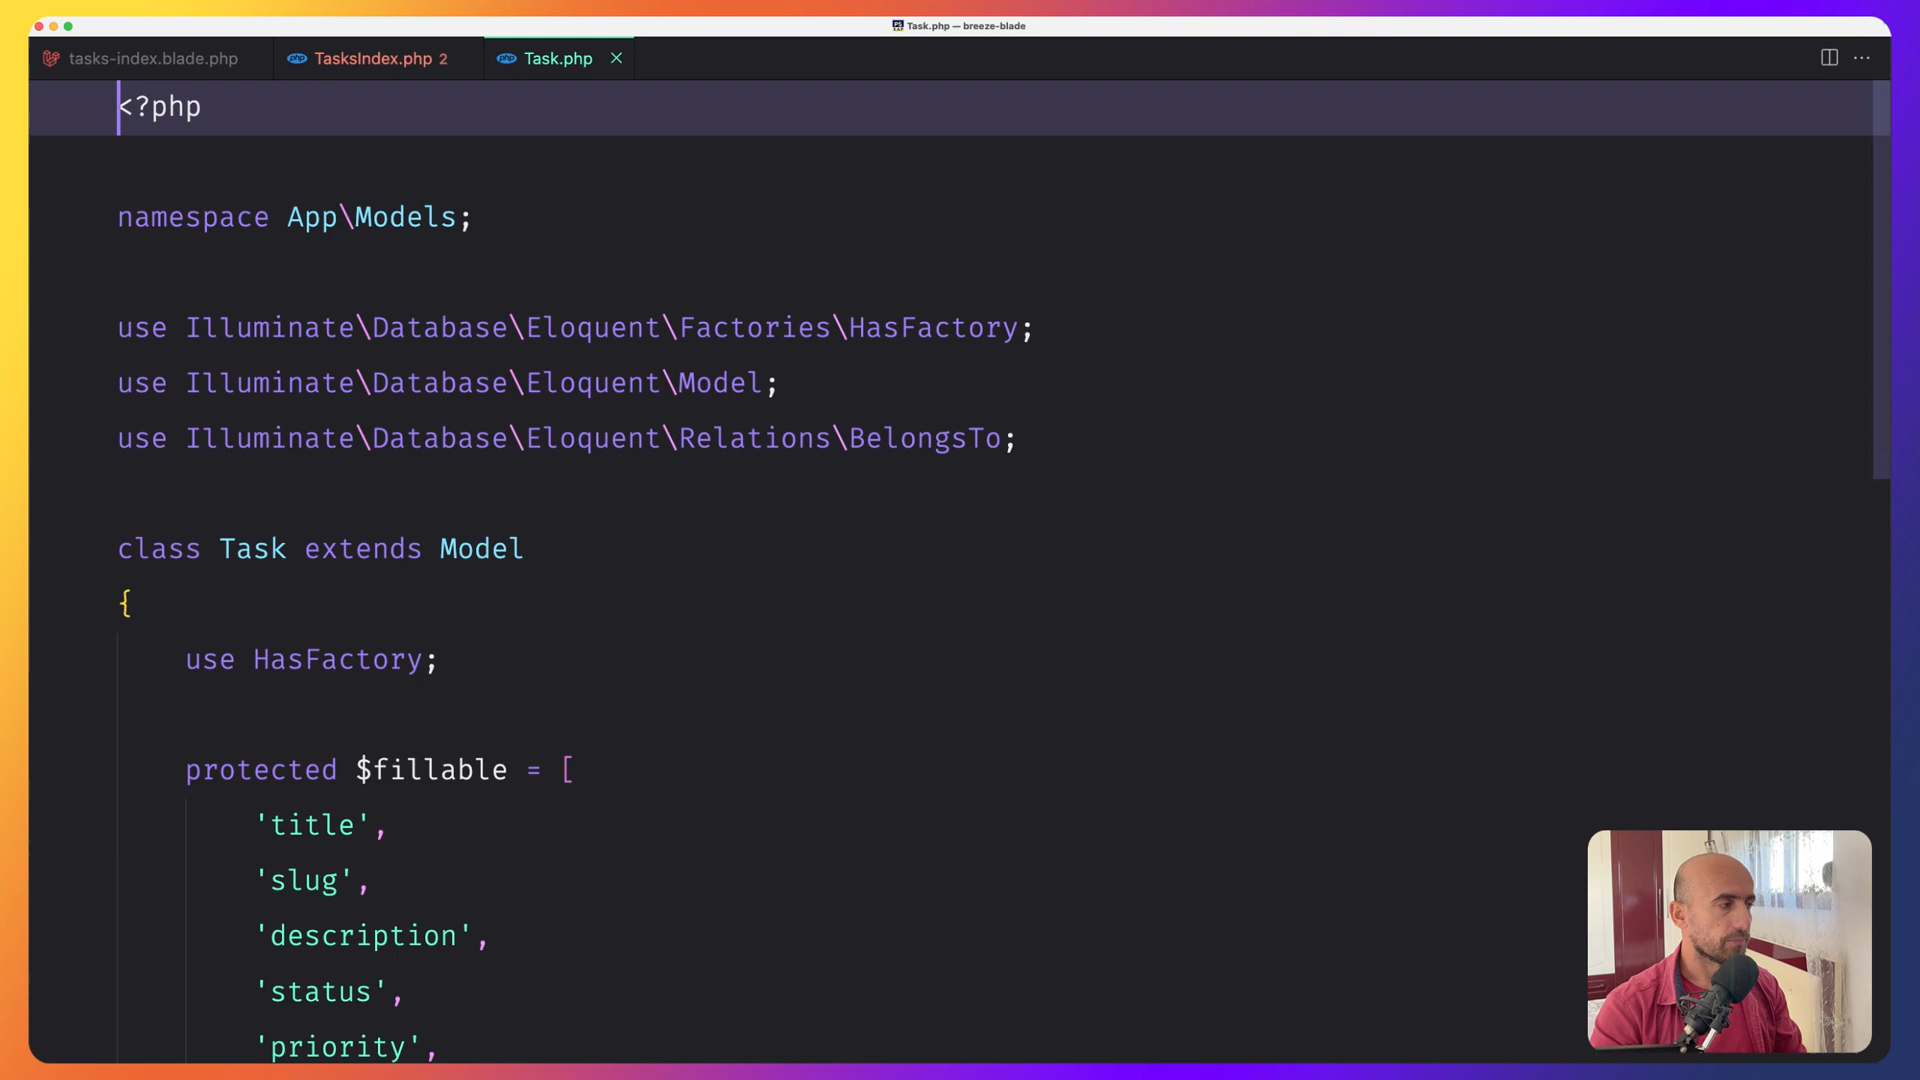 Task.php — breeze-blade
tasks-index.blade.php
TasksIndex.php 2
Task.php
<?php
namespace App\Models;
use Illuminate\Database\Eloquent\Factories\HasFactory;
use Illuminate\Database\Eloquent\Model;
use Illuminate\Database\Eloquent\Relations\BelongsTo;
class Task extends Model
{
use HasFactory;
protected $fillable = [
'title',
'slug',
'description',
'status',
'priority',